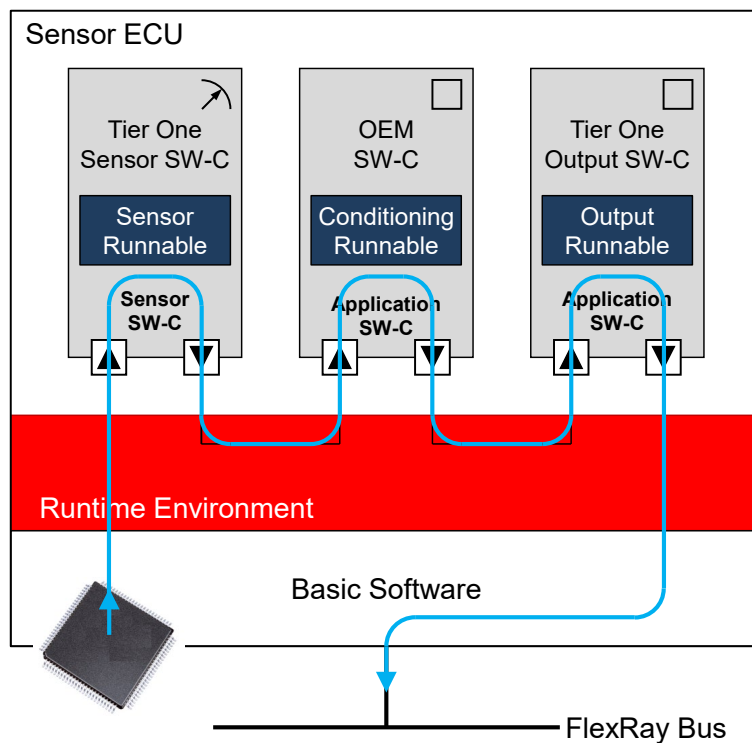 Sensor ECU
Tier One
Sensor SW-C
Sensor
Runnable
Sensor
SW-C
OEM
SW-C
Conditioning
Runnable
Application
SW-C
Tier One
Output SW-C
Output
Runnable
Application
SW-C
Runtime Environment
Basic Software
FlexRay Bus